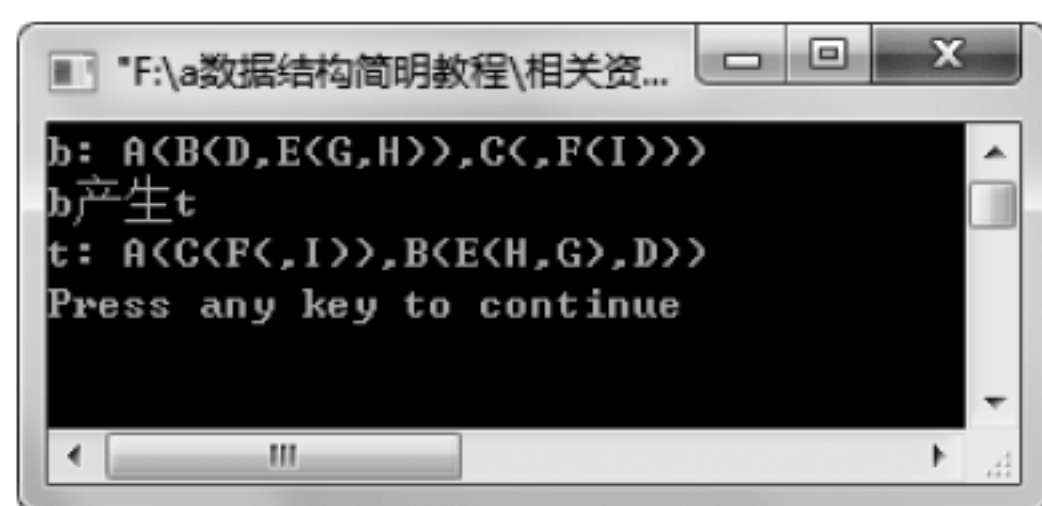 "F:\a数据结构简明教程\相关资...
b: A(B(D,E(G,H)),C(,F(I)))
b产生t
t: A(C(F(,I)),B(E(H,G),D))
Press any key to continue